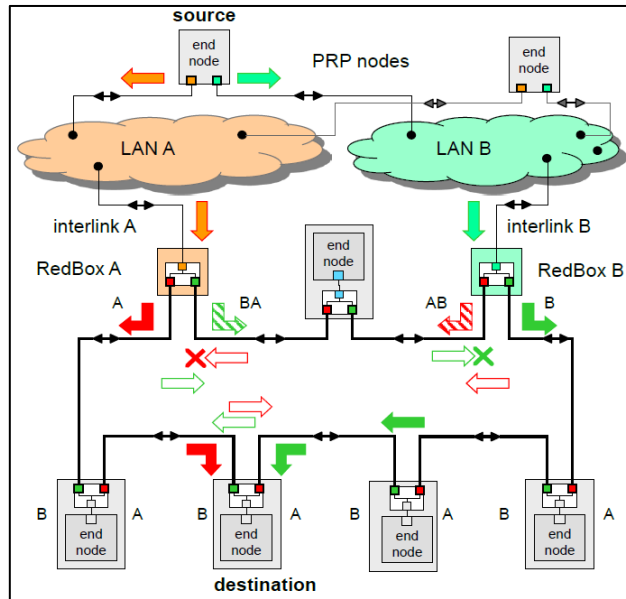 source
end
node
PRP nodes
end
node
LAN A
LAN B
interlink A
interlink B
end
node
RedBox A
RedBox B
A
BA
AB
B
B
end
node
A
B
end
node
A
B
end
node
A
B
end
node
A
destination